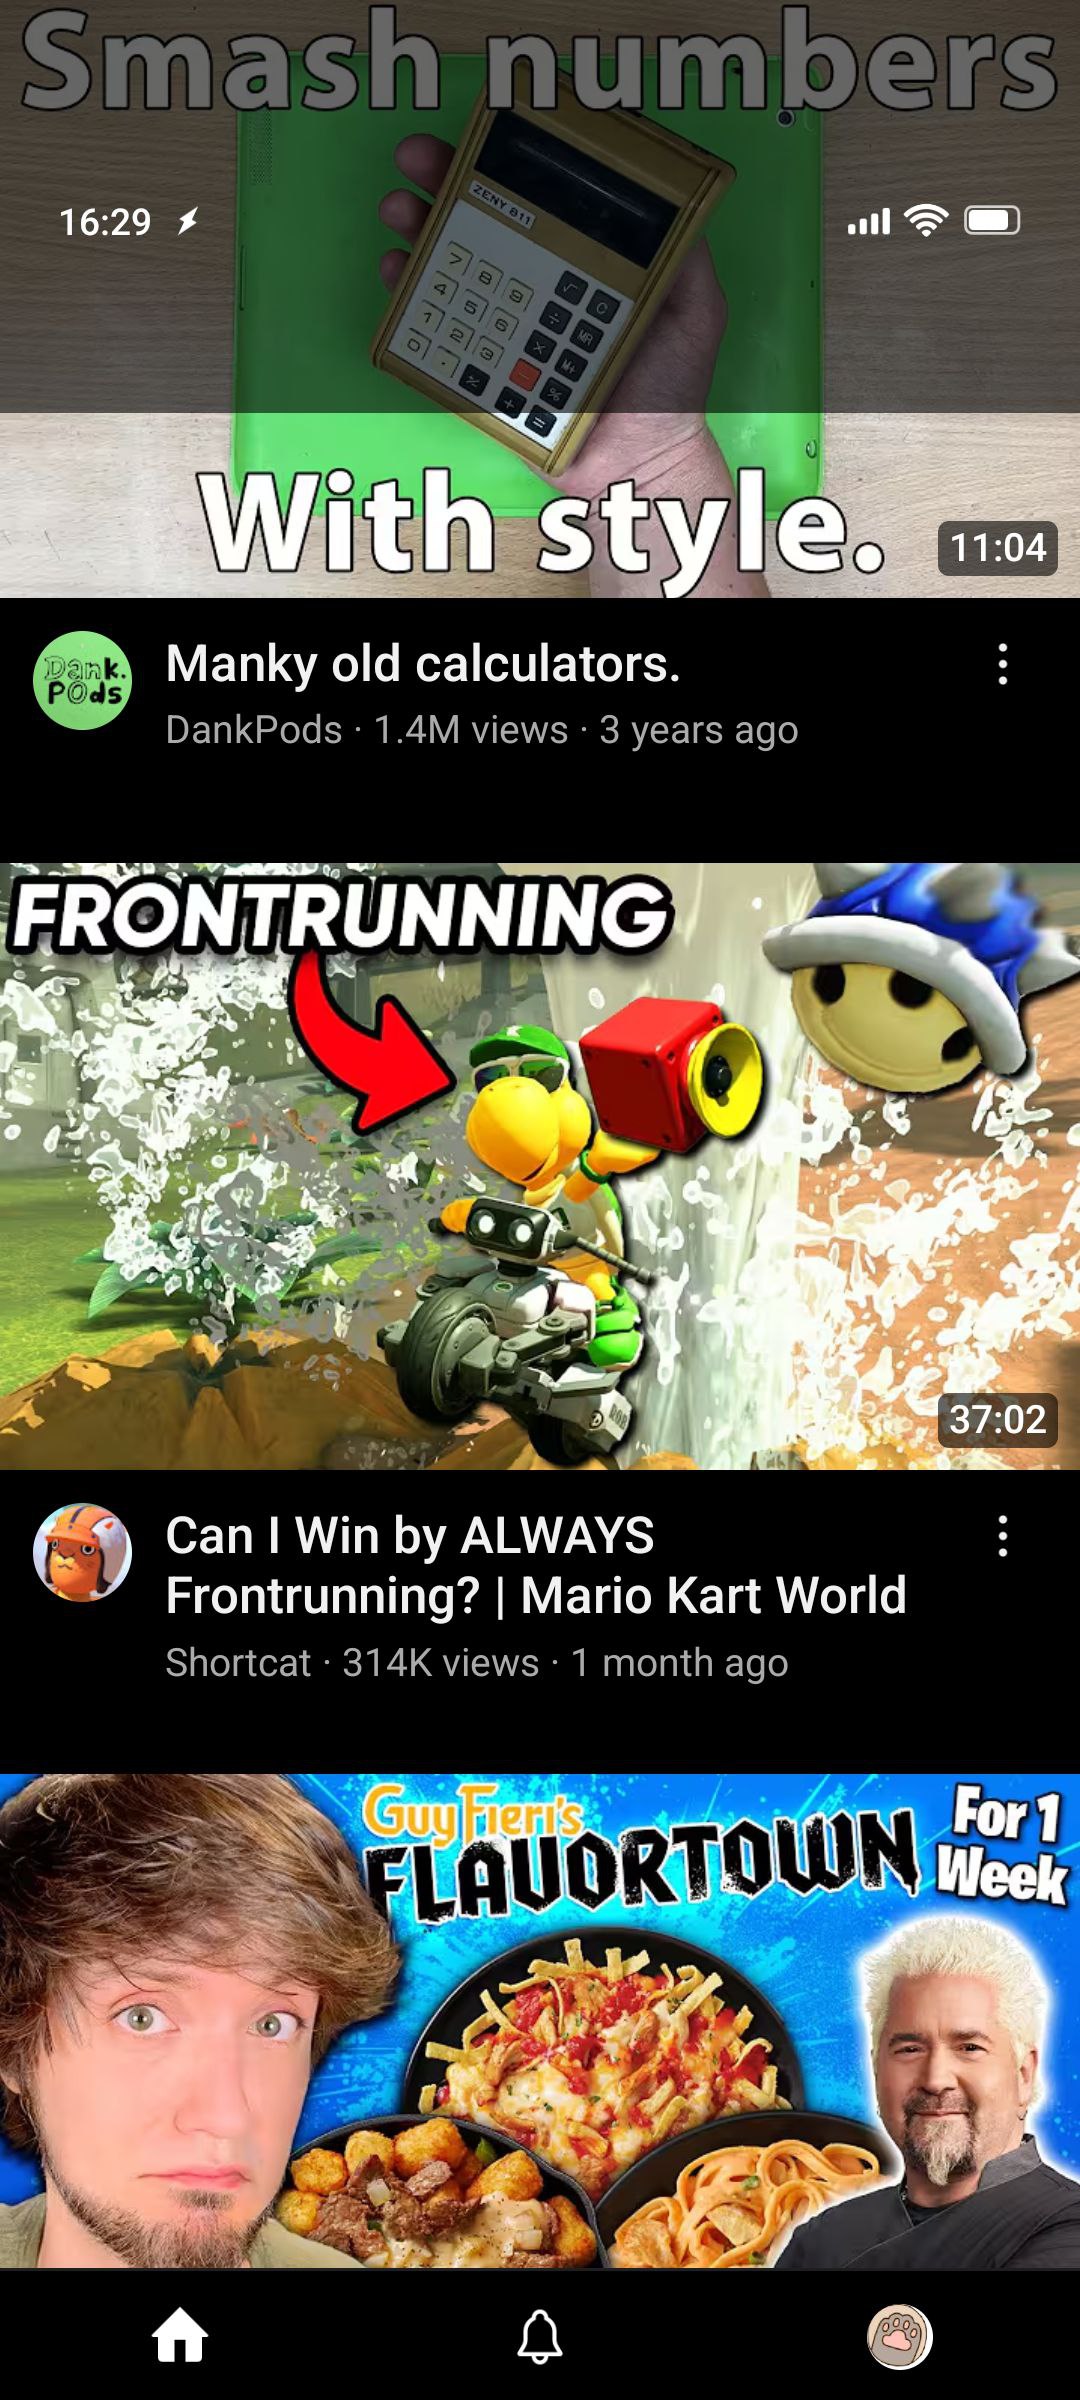 Smash numbers
16:29
ZENY 811
7 8 9 √ C
4 5 6 ÷ MR
1 2 3 × M+
0 . − %
+ =
With style.
11:04
Dank.
Pods
Manky old calculators.
DankPods · 1.4M views · 3 years ago
FRONTRUNNING
37:02
Can I Win by ALWAYS
Frontrunning? | Mario Kart World
Shortcat · 314K views · 1 month ago
Guy Fieri's
FLAVORTOWN
For 1
Week